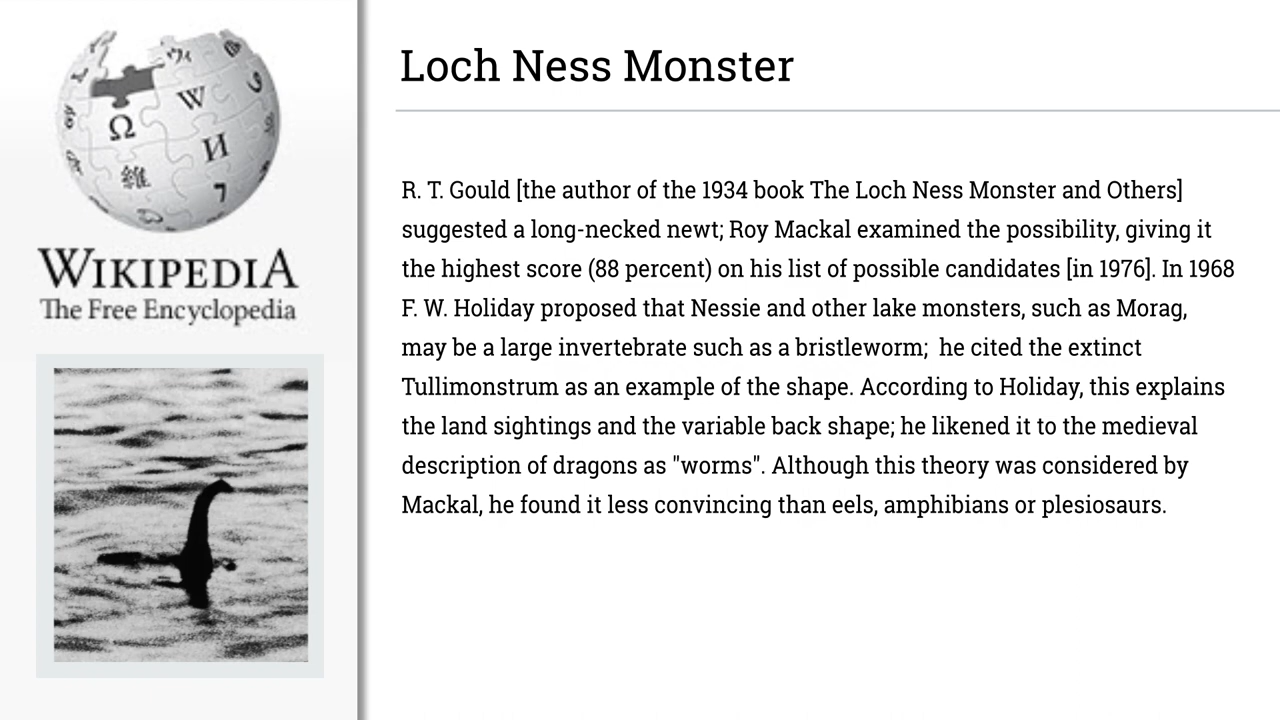 Ω
W
И
維
7
ウィ
WIKIPEDIA
The Free Encyclopedia
Loch Ness Monster
R. T. Gould [the author of the 1934 book The Loch Ness Monster and Others]
suggested a long-necked newt; Roy Mackal examined the possibility, giving it
the highest score (88 percent) on his list of possible candidates [in 1976]. In 1968
F. W. Holiday proposed that Nessie and other lake monsters, such as Morag,
may be a large invertebrate such as a bristleworm;  he cited the extinct
Tullimonstrum as an example of the shape. According to Holiday, this explains
the land sightings and the variable back shape; he likened it to the medieval
description of dragons as "worms". Although this theory was considered by
Mackal, he found it less convincing than eels, amphibians or plesiosaurs.